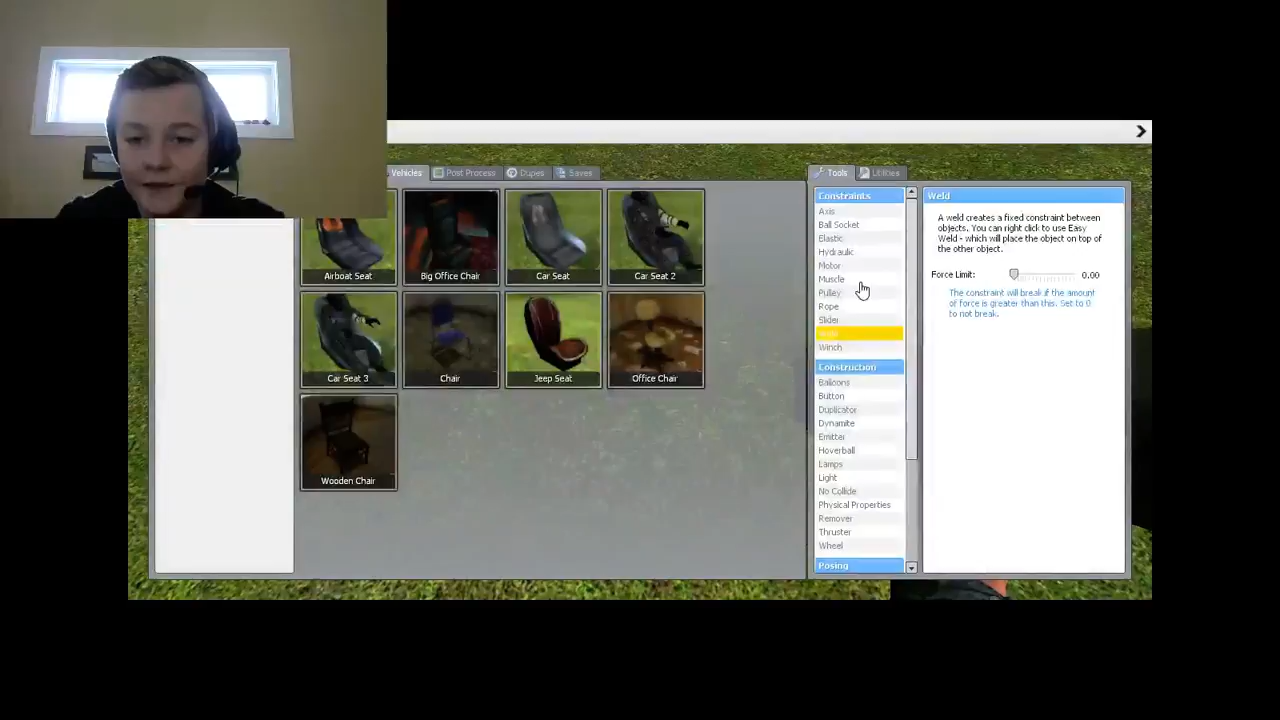 Vehicles
Post Process
Dupes
Saves
Tools
Utilities
Airboat Seat
Big Office Chair
Car Seat
Car Seat 2
Car Seat 3
Chair
Jeep Seat
Office Chair
Wooden Chair
Constraints
Axis
Ball Socket
Elastic
Hydraulic
Motor
Muscle
Pulley
Rope
Slider
Weld
Winch
Construction
Balloons
Button
Duplicator
Dynamite
Emitter
Hoverball
Lamps
Light
No Collide
Physical Properties
Remover
Thruster
Wheel
Posing
Weld
A weld creates a fixed constraint between
objects. You can right click to use Easy
Weld - which will place the object on top of
the other object.
Force Limit: 0.00
The constraint will break if the amount
of force is greater than this. Set to 0
to not break.